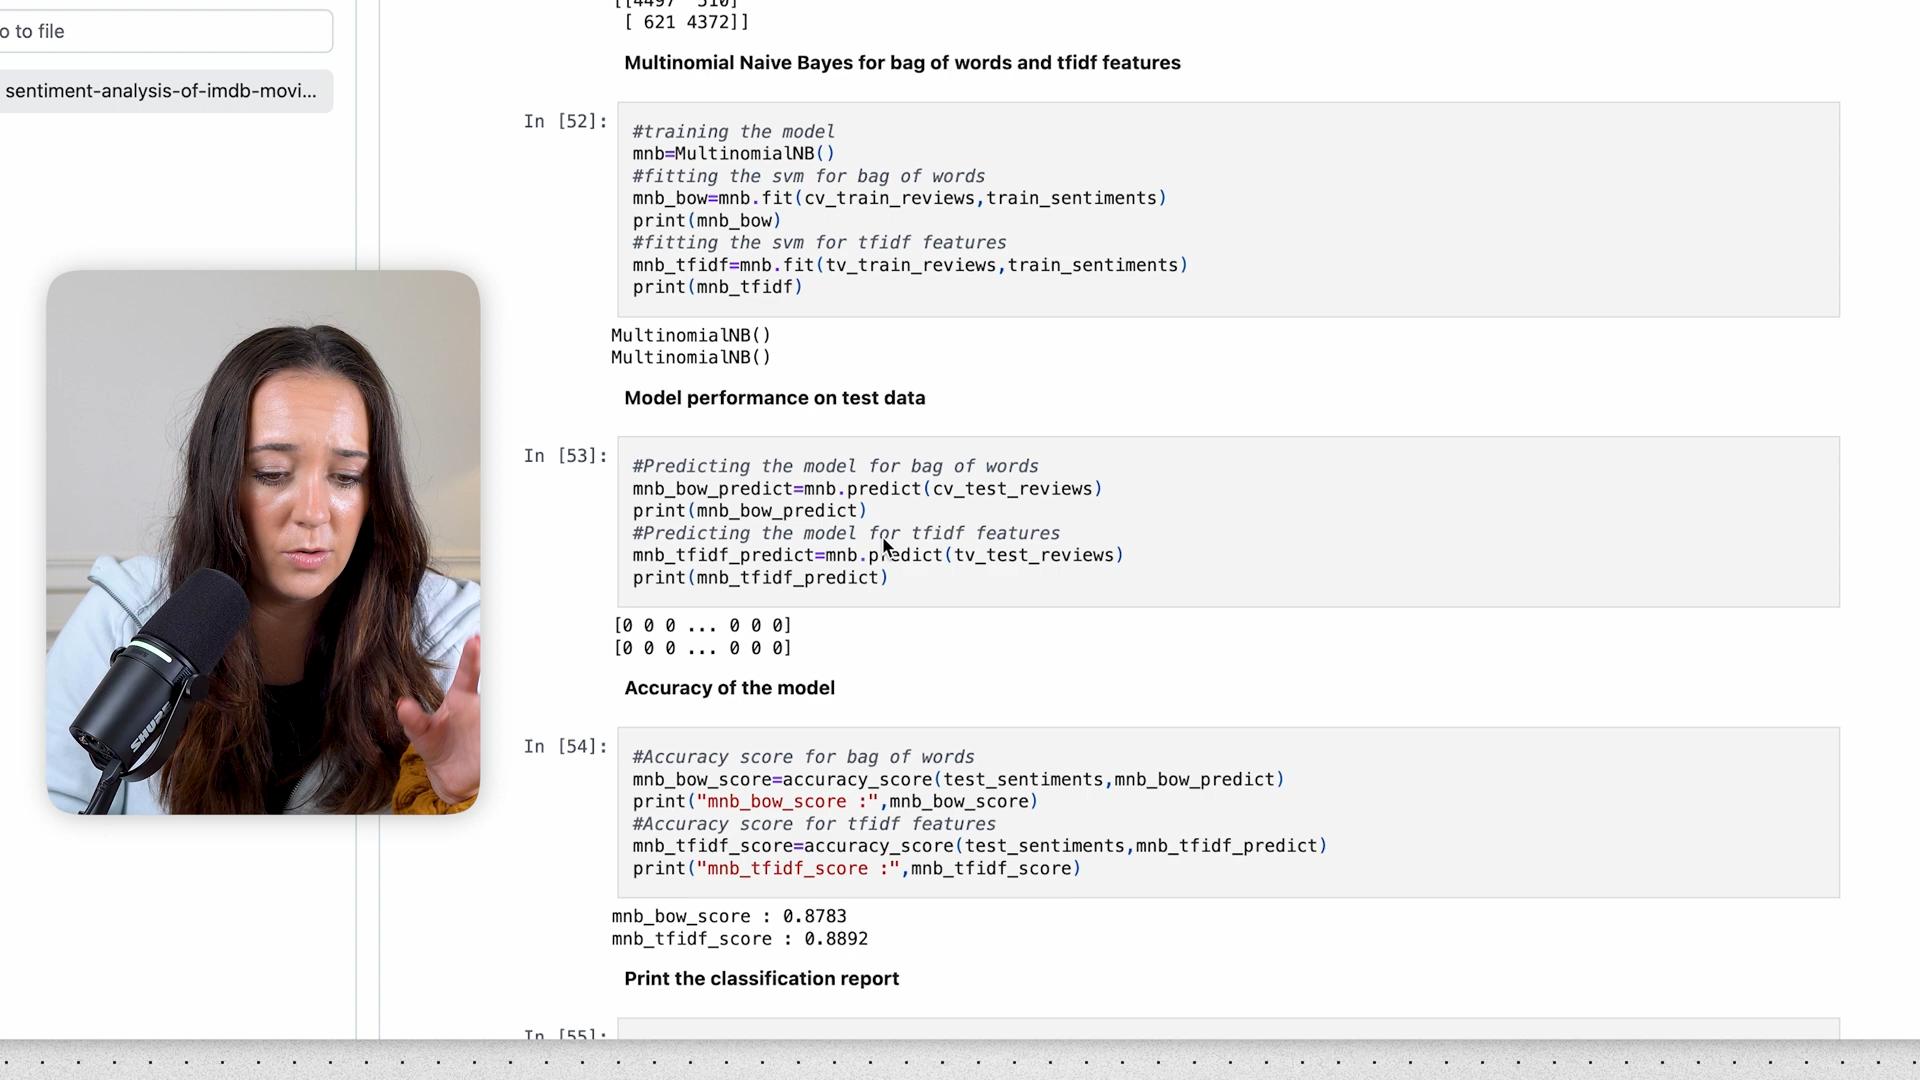 o to file
sentiment-analysis-of-imdb-movi...
[[4497 510]
[ 621 4372]]
Multinomial Naive Bayes for bag of words and tfidf features
In [52]:
#training the model
mnb=MultinomialNB()
#fitting the svm for bag of words
mnb_bow=mnb.fit(cv_train_reviews,train_sentiments)
print(mnb_bow)
#fitting the svm for tfidf features
mnb_tfidf=mnb.fit(tv_train_reviews,train_sentiments)
print(mnb_tfidf)
MultinomialNB()
MultinomialNB()
Model performance on test data
In [53]:
#Predicting the model for bag of words
mnb_bow_predict=mnb.predict(cv_test_reviews)
print(mnb_bow_predict)
#Predicting the model for tfidf features
mnb_tfidf_predict=mnb.predict(tv_test_reviews)
print(mnb_tfidf_predict)
[0 0 0 ... 0 0 0]
[0 0 0 ... 0 0 0]
SHURE
Accuracy of the model
In [54]:
#Accuracy score for bag of words
mnb_bow_score=accuracy_score(test_sentiments,mnb_bow_predict)
print("mnb_bow_score :",mnb_bow_score)
#Accuracy score for tfidf features
mnb_tfidf_score=accuracy_score(test_sentiments,mnb_tfidf_predict)
print("mnb_tfidf_score :",mnb_tfidf_score)
mnb_bow_score : 0.8783
mnb_tfidf_score : 0.8892
Print the classification report
In [55]: